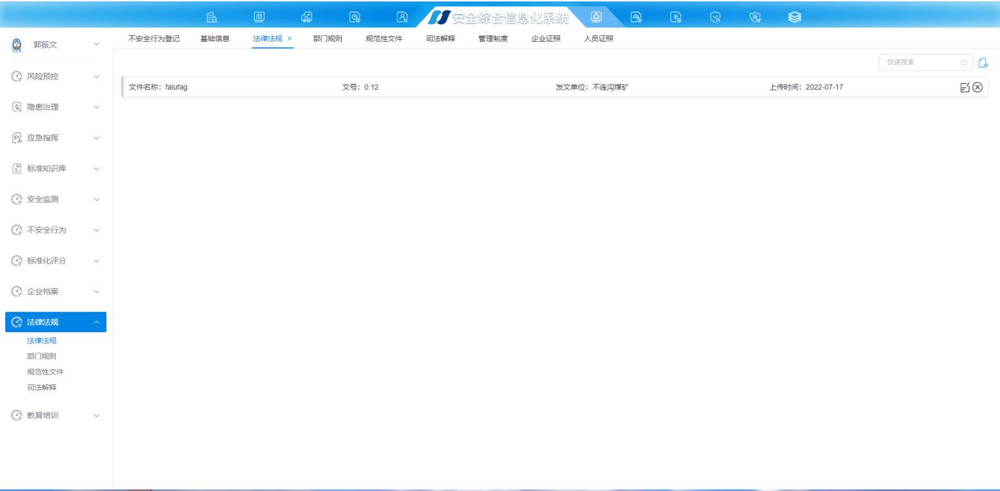 安全综合信息化系统
郭振文
不安全行为登记 基础信息 法律法规 × 部门规则 规范性文件 司法解释 管理制度 企业证照 人员证照
快速搜索
文件名称：falufag 文号：0.12 发文单位：不连沟煤矿 上传时间：2022-07-17
风险预控
隐患治理
应急指挥
标准知识库
安全监测
不安全行为
标准化评分
企业档案
法律法规
法律法规
部门规则
规范性文件
司法解释
教育培训